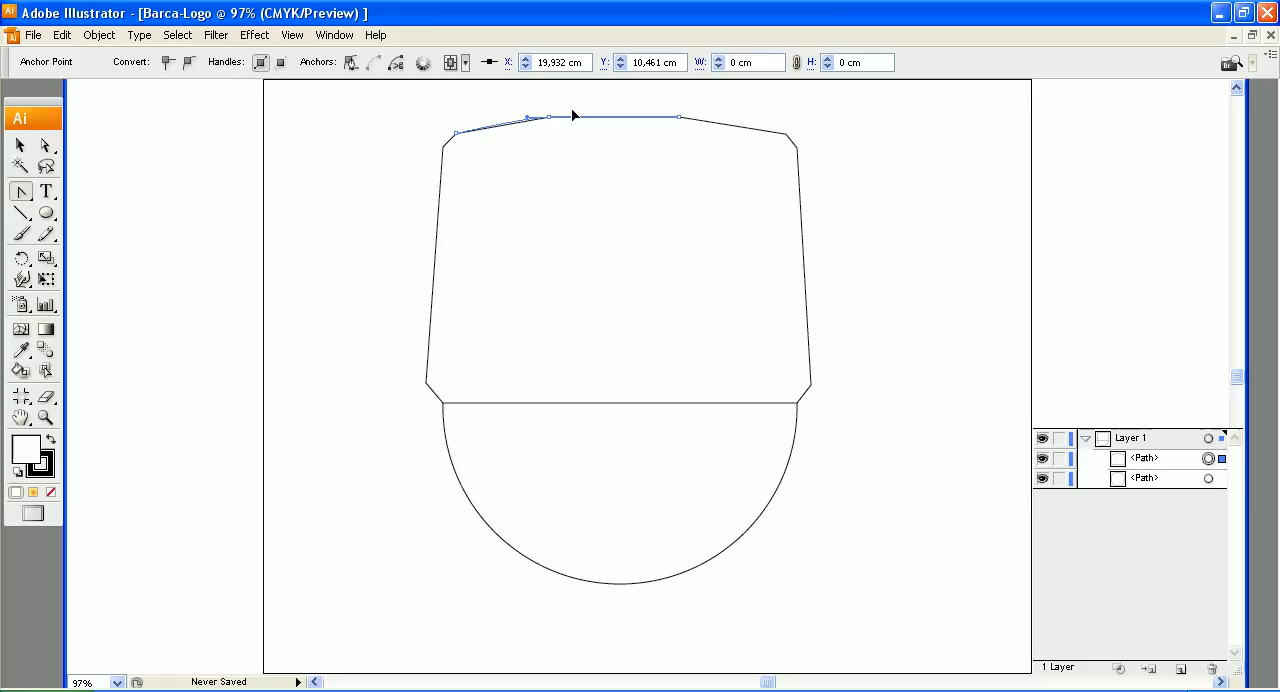 Adobe Illustrator - [Barca-Logo @ 97% (CMYK/Preview) ]
File Edit Object Type Select Filter Effect View Window Help
Anchor Point Convert: Handles: Anchors: X: 19,932 cm Y: 10,461 cm W: 0 cm H: 0 cm
Ai
T
Layer 1
<Path>
<Path>
1 Layer
97% Never Saved